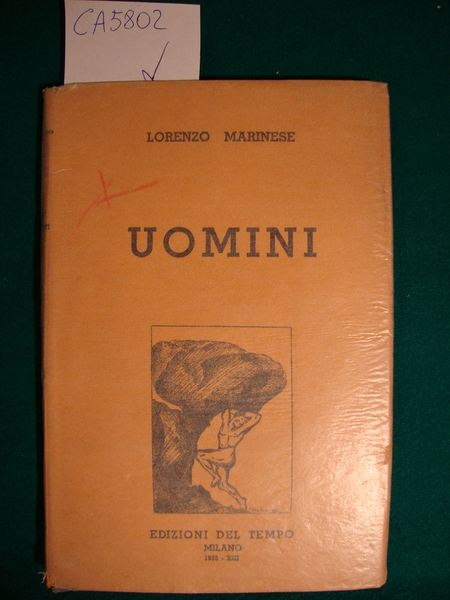 CA5802
LORENZO MARINESE
UOMINI
EDIZIONI DEL TEMPO
MILANO